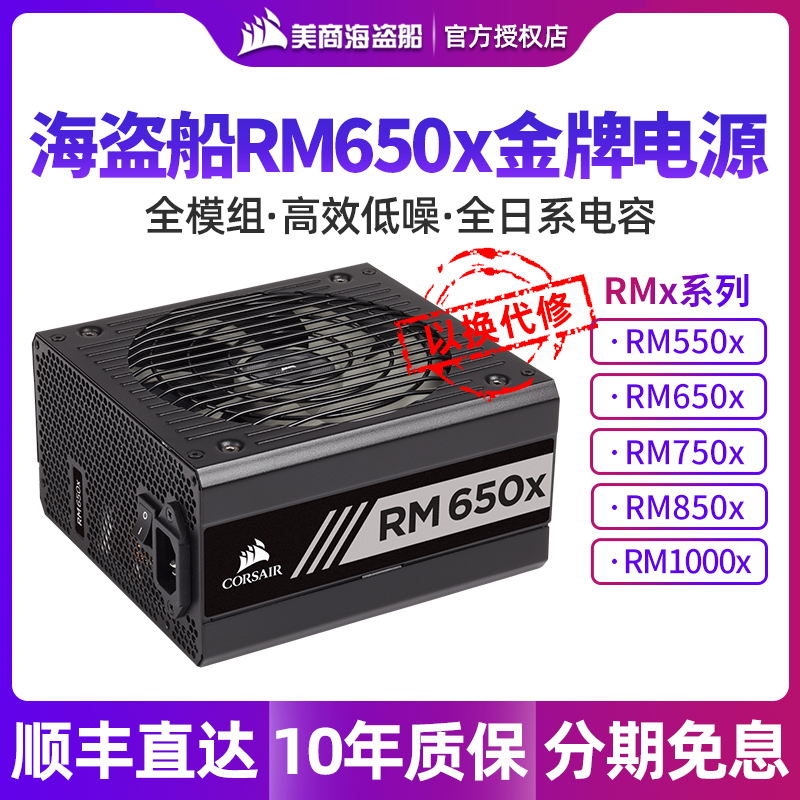 美商海盗船 官方授权店
海盗船RM650x金牌电源
全模组·高效低噪·全日系电容
以换代修
RMx系列
·RM550x
·RM650x
·RM750x
·RM850x
·RM1000x
RM650x
RM 650x
CORSAIR
顺丰直达 10年质保 分期免息